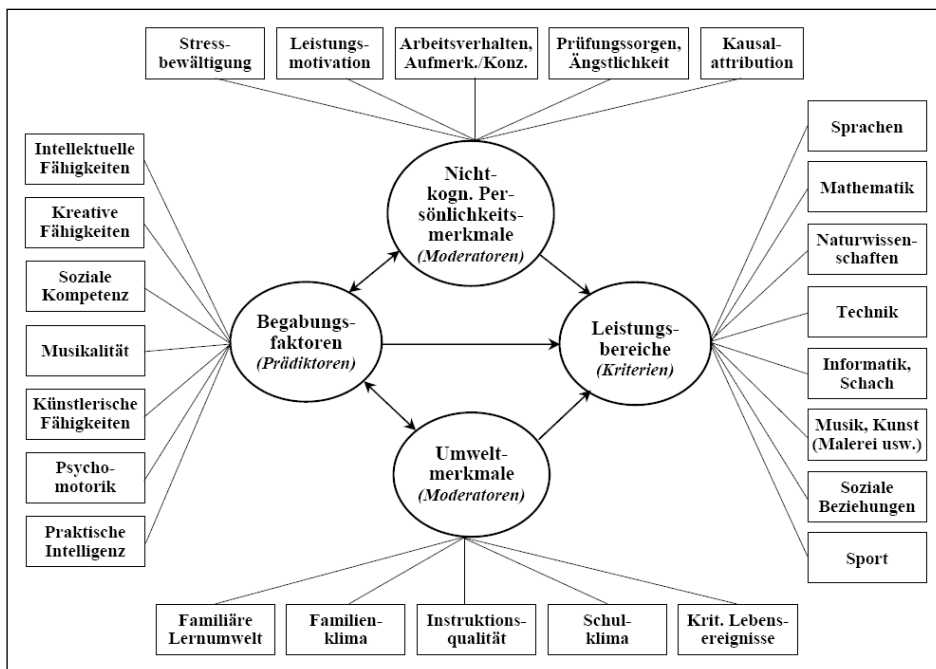 Stress-
bewältigung
Leistungs-
motivation
Arbeitsverhalten,
Aufmerk./Konz.
Prüfungssorgen,
Ängstlichkeit
Kausal-
attribution
Intellektuelle
Fähigkeiten
Kreative
Fähigkeiten
Soziale
Kompetenz
Musikalität
Künstlerische
Fähigkeiten
Psycho-
motorik
Praktische
Intelligenz
Nicht-
kogn. Per-
sönlichkeits-
merkmale
(Moderatoren)
Begabungs-
faktoren
(Prädiktoren)
Leistungs-
bereiche
(Kriterien)
Umwelt-
merkmale
(Moderatoren)
Sprachen
Mathematik
Naturwissen-
schaften
Technik
Informatik,
Schach
Musik, Kunst
(Malerei usw.)
Soziale
Beziehungen
Sport
Familiäre
Lernumwelt
Familien-
klima
Instruktions-
qualität
Schul-
klima
Krit. Lebens-
ereignisse